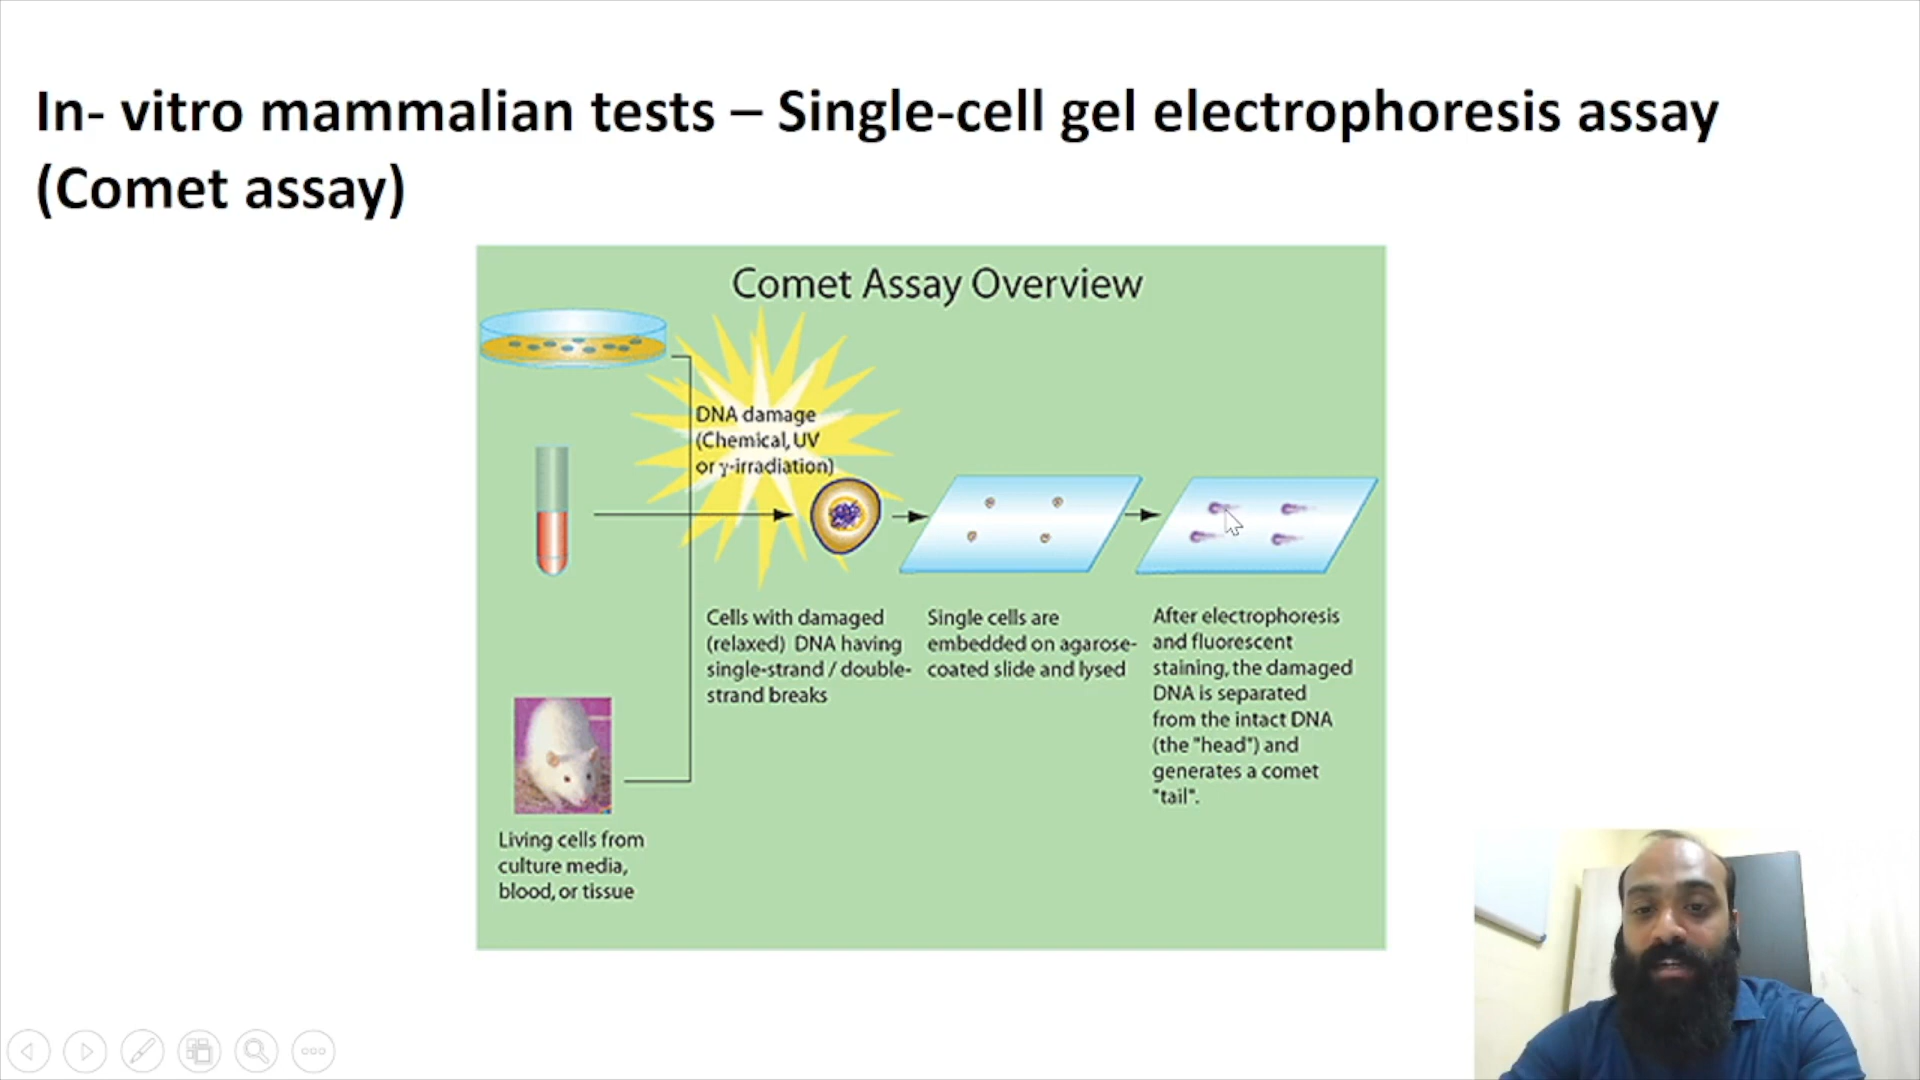 In- vitro mammalian tests – Single-cell gel electrophoresis assay
(Comet assay)
Comet Assay Overview
DNA damage
(Chemical, UV
or γ-irradiation)
Cells with damaged
(relaxed) DNA having
single-strand / double-
strand breaks
Single cells are
embedded on agarose-
coated slide and lysed
After electrophoresis
and fluorescent
staining, the damaged
DNA is separated
from the intact DNA
(the "head") and
generates a comet
"tail".
Living cells from
culture media,
blood, or tissue